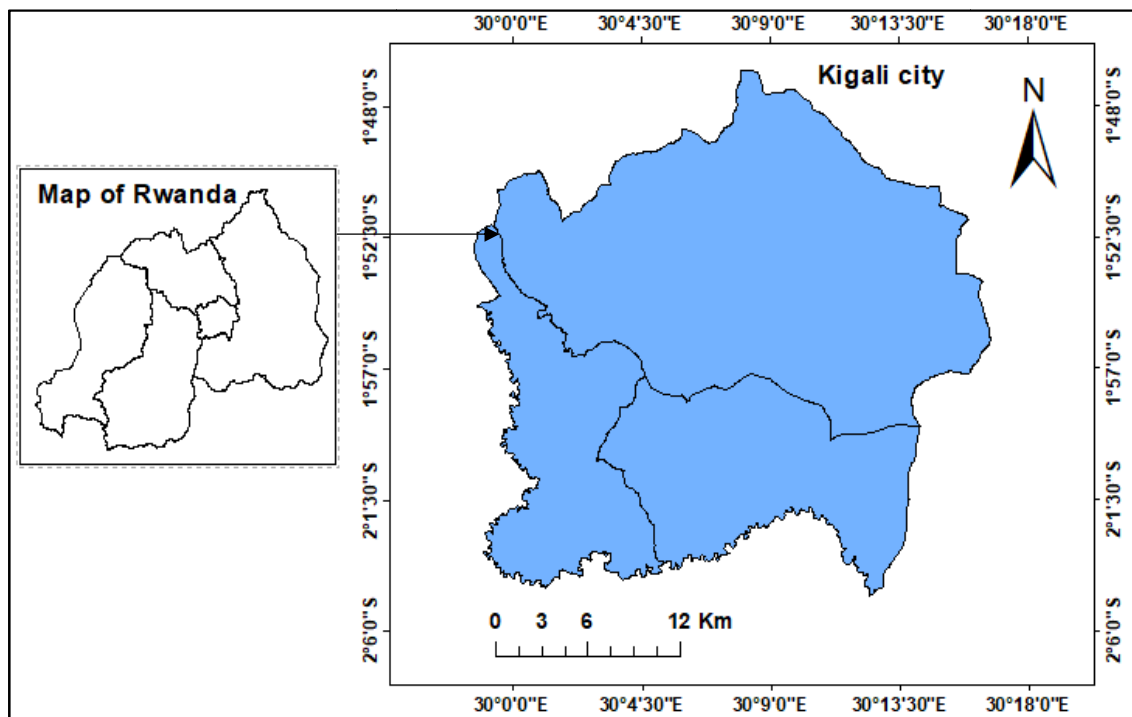 30°0'0"E 30°4'30"E 30°9'0"E 30°13'30"E 30°18'0"E
Kigali city
N
Map of Rwanda
1°48'0"S 1°48'0"S
1°52'30"S 1°52'30"S
1°57'0"S 1°57'0"S
2°1'30"S 2°1'30"S
2°6'0"S 2°6'0"S
0 3 6 12 Km
30°0'0"E 30°4'30"E 30°9'0"E 30°13'30"E 30°18'0"E